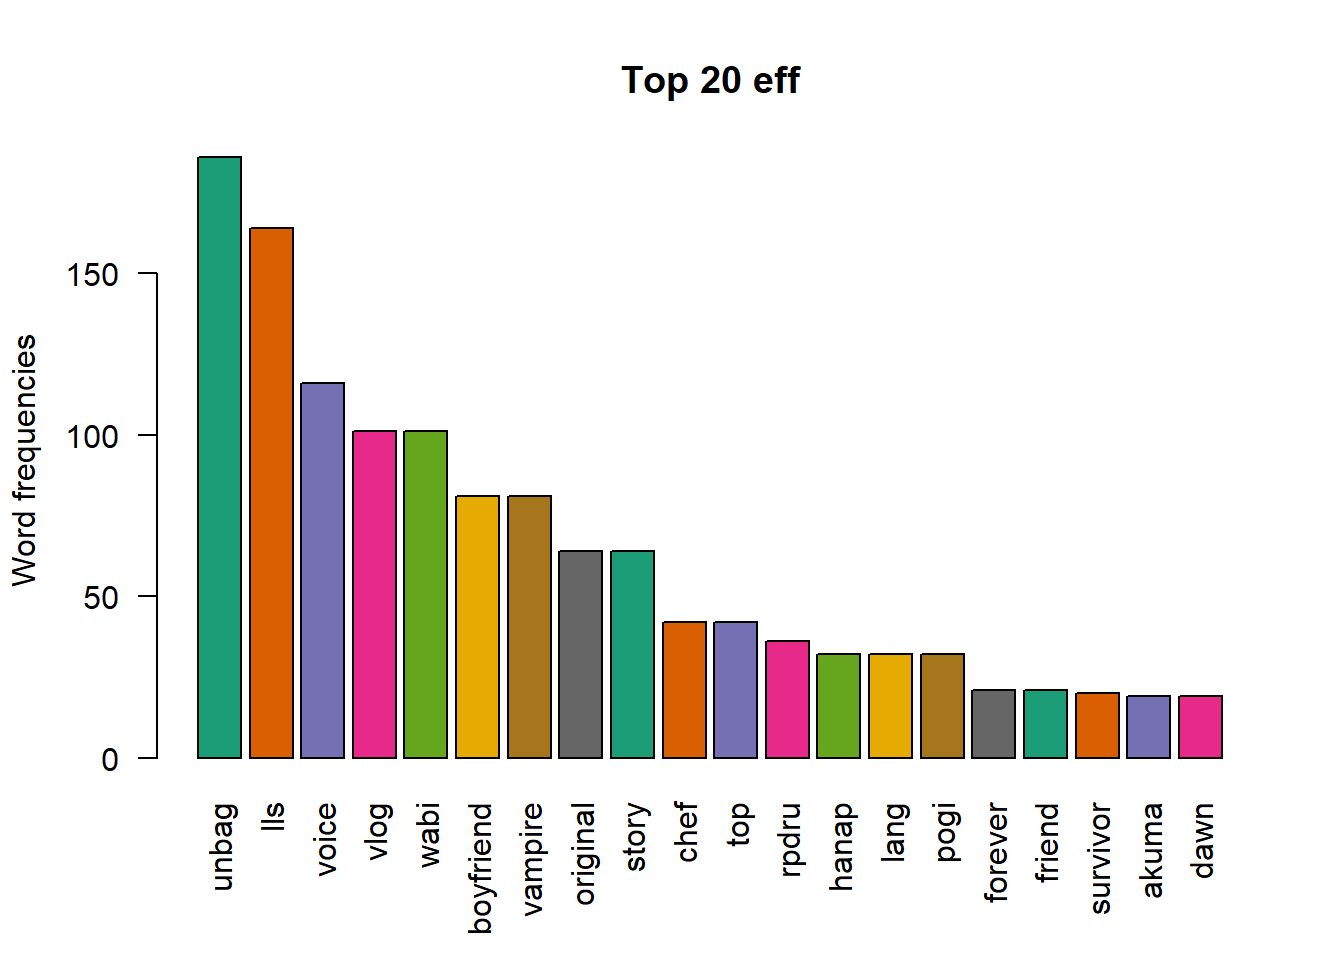 Top 20 eff
Word frequencies
150
100
50
0
unbag
lls
voice
vlog
wabi
boyfriend
vampire
original
story
chef
top
rpdru
hanap
lang
pogi
forever
friend
survivor
akuma
dawn